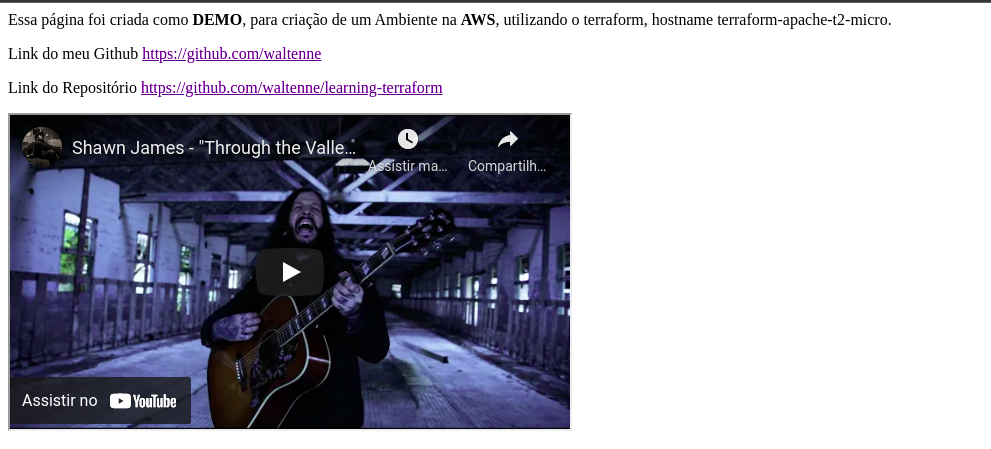 Essa página foi criada como DEMO, para criação de um Ambiente na AWS, utilizando o terraform, hostname terraform-apache-t2-micro.
Link do meu Github https://github.com/waltenne
Link do Repositório https://github.com/waltenne/learning-terraform
Shawn James - "Through the Valle…
Assistir ma…
Compartilh…
Assistir no YouTube